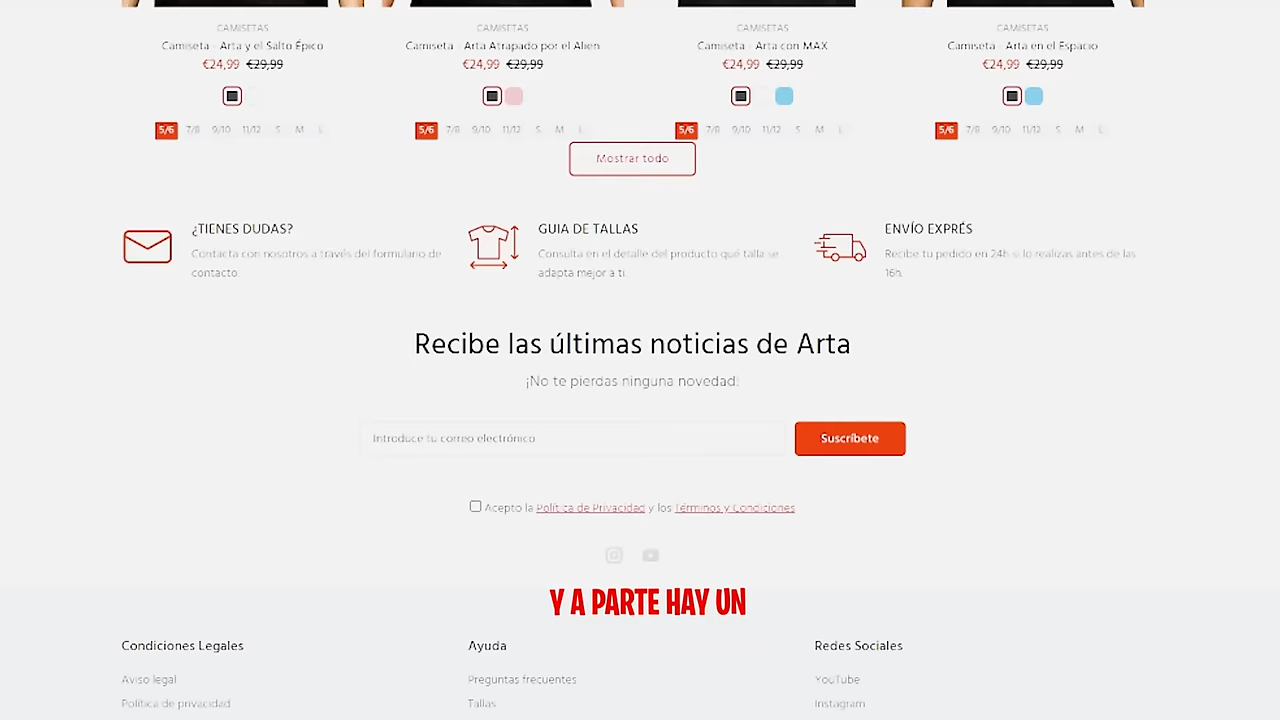 CAMISETAS CAMISETAS CAMISETAS CAMISETAS
Camiseta - Arta y el Salto Épico Camiseta - Arta Atrapado por el Alien Camiseta - Arta con MAX Camiseta - Arta en el Espacio
€24,99 €29,99 €24,99 €29,99 €24,99 €29,99 €24,99 €29,99
5/6 7/8 9/10 11/12 S M L 5/6 7/8 9/10 11/12 S M L 5/6 7/8 9/10 11/12 S M L 5/6 7/8 9/10 11/12 S M L
Mostrar todo
¿TIENES DUDAS? GUIA DE TALLAS ENVÍO EXPRÉS
Contacta con nosotros a través del formulario de Consulta en el detalle del producto qué talla se Recibe tu pedido en 24h si lo realizas antes de las
contacto. adapta mejor a ti. 16h.
Recibe las últimas noticias de Arta
¡No te pierdas ninguna novedad!
Introduce tu correo electrónico Suscríbete
Acepto la Política de Privacidad y los Términos y Condiciones
Y A PARTE HAY UN
Condiciones Legales Ayuda Redes Sociales
Aviso legal Preguntas frecuentes YouTube
Política de privacidad Tallas Instagram